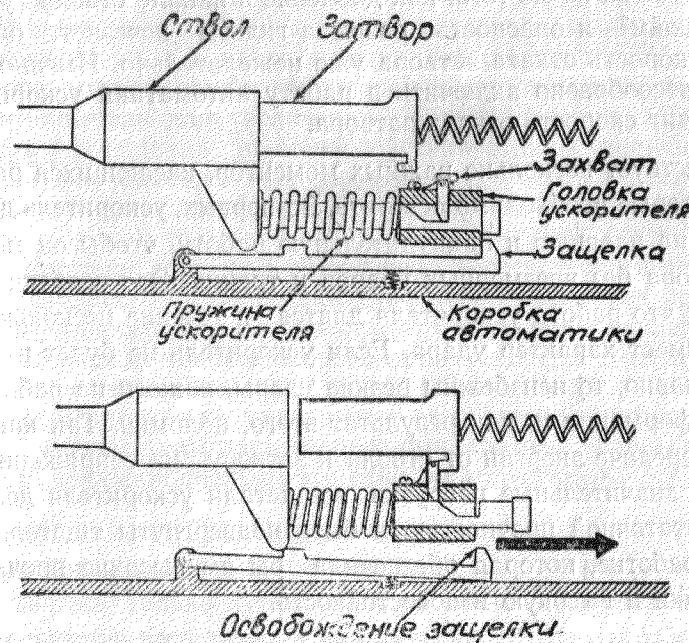 Ствол
Затвор
Захват
Головка
ускорителя
Защелка
Пружина
ускорителя
Коробка
автоматики
Освобождение защелки